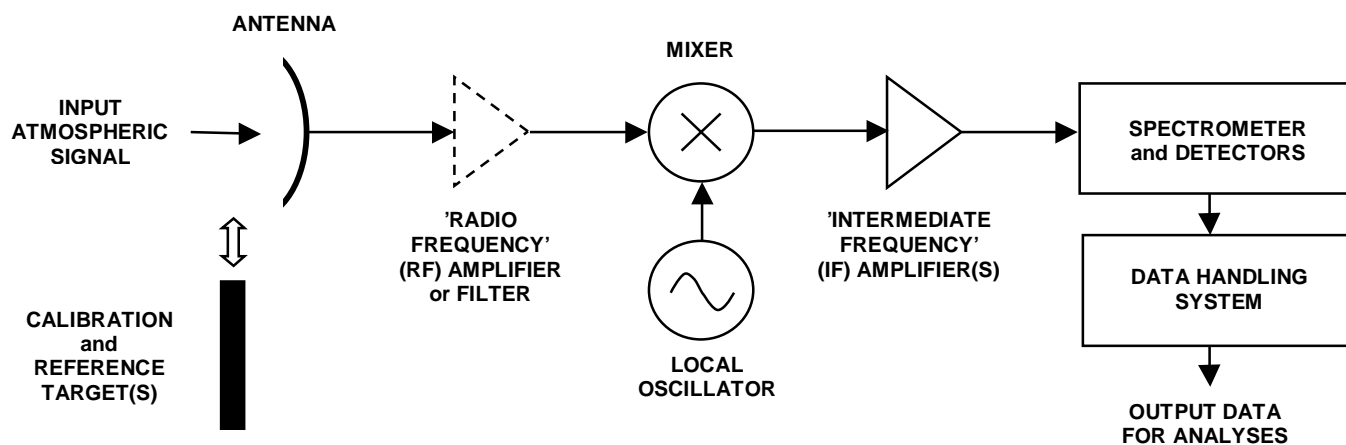 ANTENNA
INPUT
ATMOSPHERIC
SIGNAL
CALIBRATION
and
REFERENCE
TARGET(S)
'RADIO
FREQUENCY'
(RF) AMPLIFIER
or FILTER
MIXER
LOCAL
OSCILLATOR
'INTERMEDIATE
FREQUENCY'
(IF) AMPLIFIER(S)
SPECTROMETER
and DETECTORS
DATA HANDLING
SYSTEM
OUTPUT DATA
FOR ANALYSES